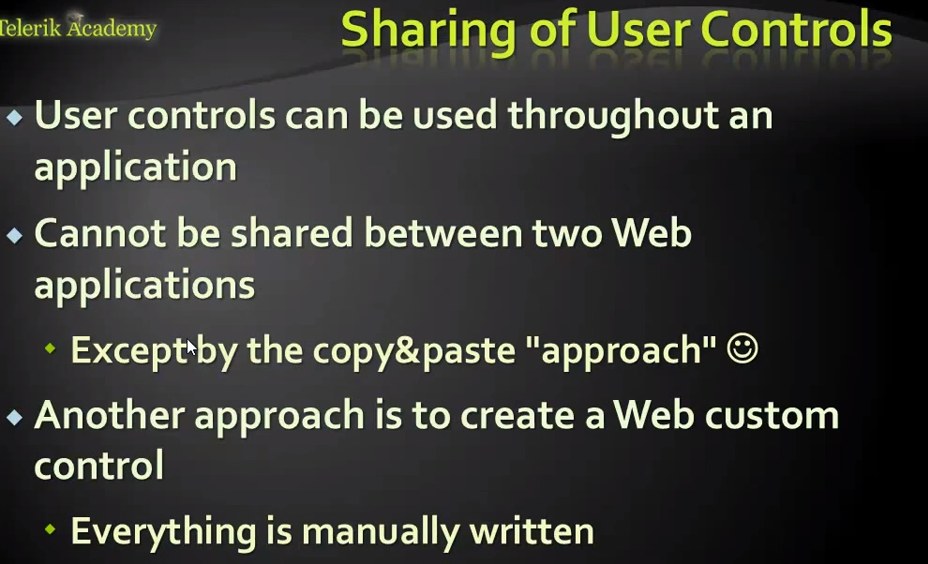 Telerik Academy
Sharing of User Controls
User controls can be used throughout an
application
Cannot be shared between two Web
applications
Except by the copy&paste "approach" ☺
Another approach is to create a Web custom
control
Everything is manually written